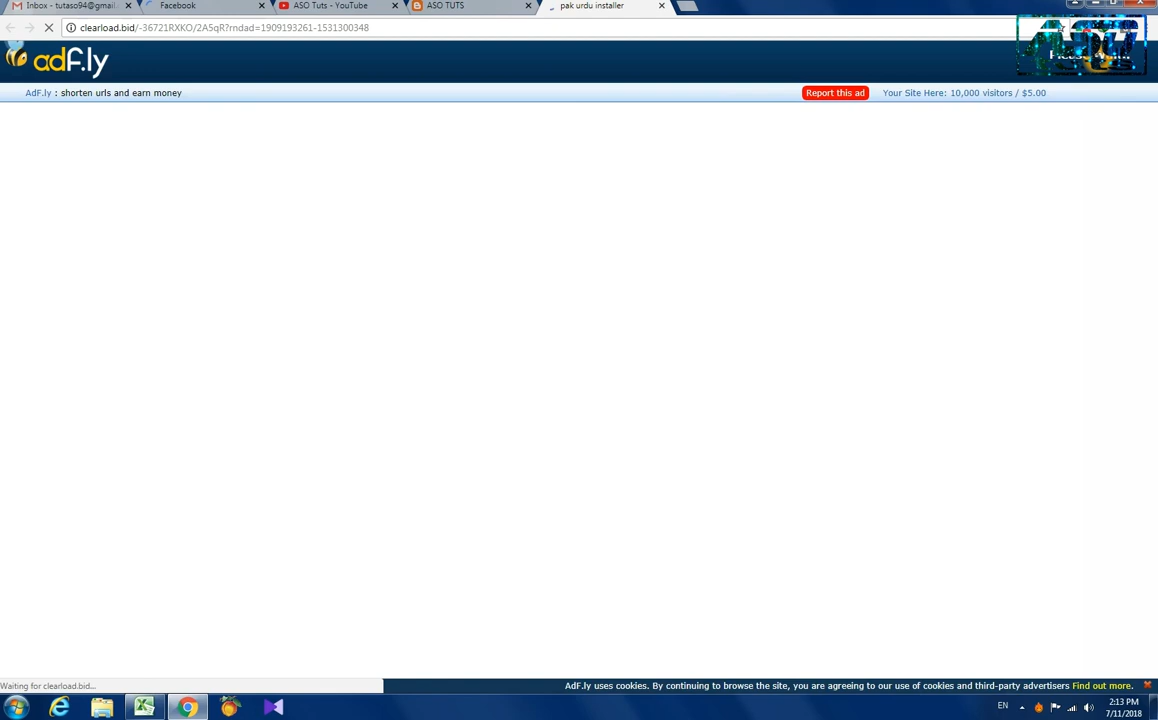 Inbox - tutaso94@gmail.
Facebook
ASO Tuts - YouTube
ASO TUTS
pak urdu installer
clearload.bid/-36721RXKO/2A5qR?rndad=1909193261-1531300348
adf.ly
AdF.ly : shorten urls and earn money
Report this ad
Your Site Here: 10,000 visitors / $5.00
Waiting for clearload.bid...
AdF.ly uses cookies. By continuing to browse the site, you are agreeing to our use of cookies and third-party advertisers Find out more.
EN
2:13 PM
7/11/2018